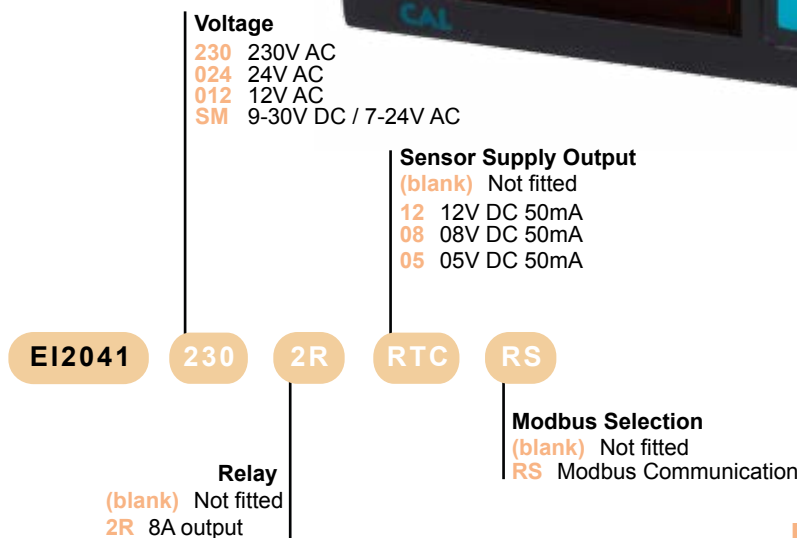 CAL
Voltage
230 230V AC
024 24V AC
012 12V AC
SM 9-30V DC / 7-24V AC
Sensor Supply Output
(blank) Not fitted
12 12V DC 50mA
08 08V DC 50mA
05 05V DC 50mA
EI2041 230 2R RTC RS
Modbus Selection
(blank) Not fitted
RS Modbus Communication
Relay
(blank) Not fitted
2R 8A output